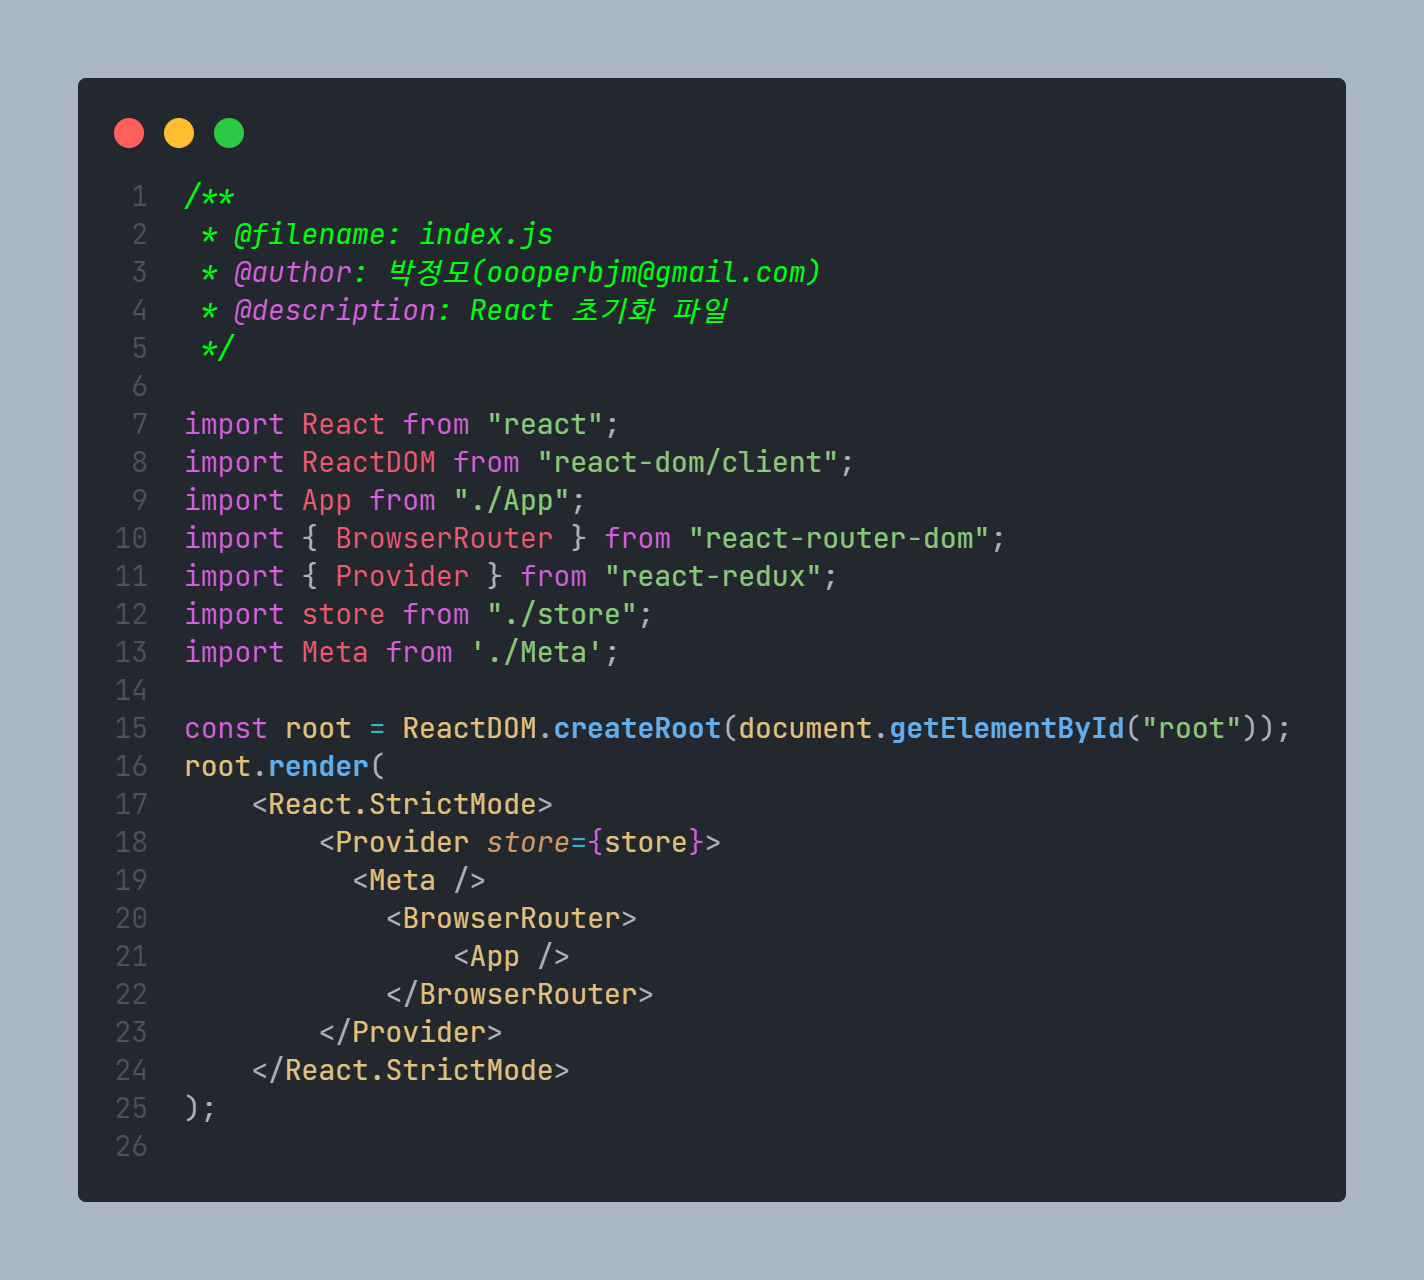 1 /**
2  * @filename: index.js
3  * @author: 박정모(oooperbjm@gmail.com)
4  * @description: React 초기화 파일
5  */
6
7 import React from "react";
8 import ReactDOM from "react-dom/client";
9 import App from "./App";
10 import { BrowserRouter } from "react-router-dom";
11 import { Provider } from "react-redux";
12 import store from "./store";
13 import Meta from './Meta';
14
15 const root = ReactDOM.createRoot(document.getElementById("root"));
16 root.render(
17     <React.StrictMode>
18         <Provider store={store}>
19           <Meta />
20             <BrowserRouter>
21                 <App />
22             </BrowserRouter>
23         </Provider>
24     </React.StrictMode>
25 );
26